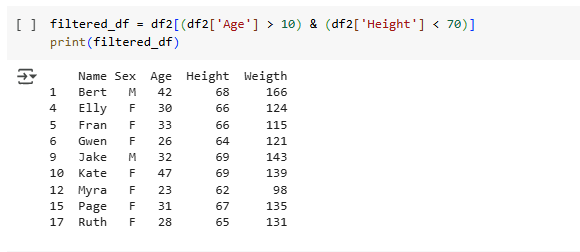 [ ] filtered_df = df2[(df2['Age'] > 10) & (df2['Height'] < 70)]
print(filtered_df)
Name Sex Age Height Weigth
1 Bert M 42 68 166
4 Elly F 30 66 124
5 Fran F 33 66 115
6 Gwen F 26 64 121
9 Jake M 32 69 143
10 Kate F 47 69 139
12 Myra F 23 62 98
15 Page F 31 67 135
17 Ruth F 28 65 131